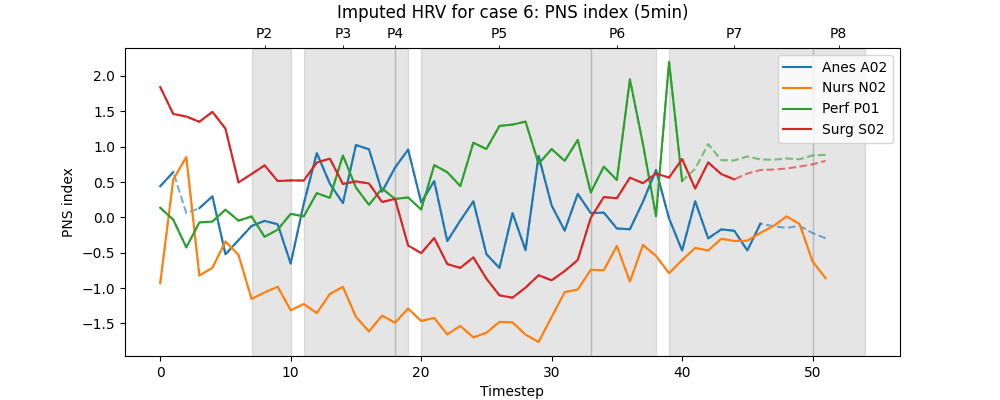 Imputed HRV for case 6: PNS index (5min)
P2 P3 P4 P5 P6 P7 P8
Anes A02
Nurs N02
Perf P01
Surg S02
PNS index
2.0
1.5
1.0
0.5
0.0
−0.5
−1.0
−1.5
0 10 20 30 40 50
Timestep